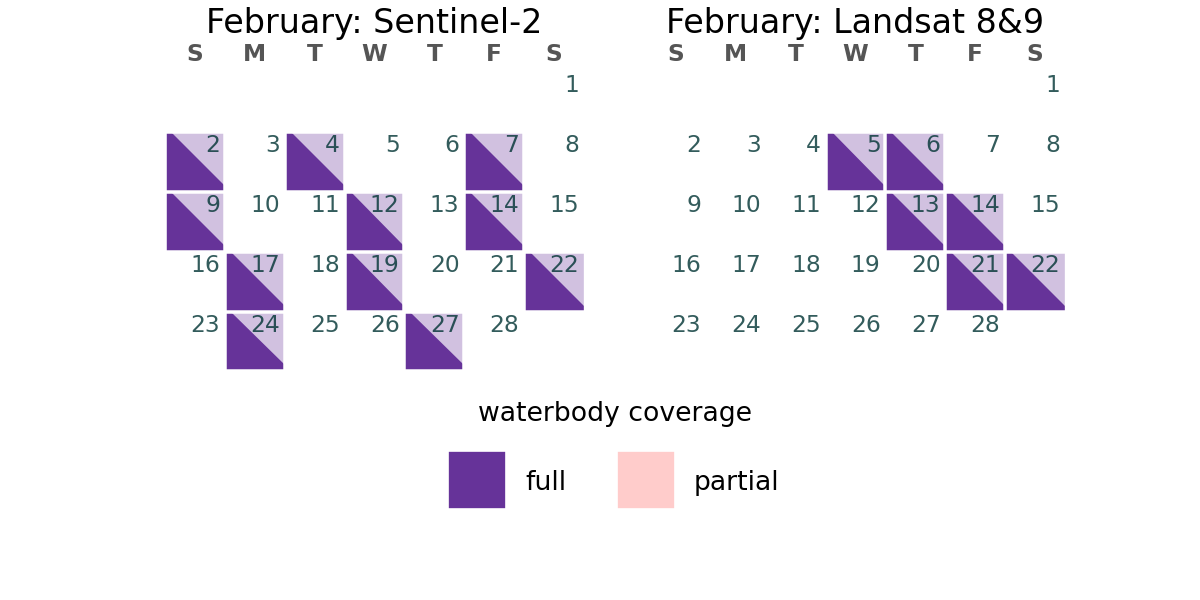 February: Sentinel-2
S M T W T F S
1
2 3 4 5 6 7 8
9 10 11 12 13 14 15
16 17 18 19 20 21 22
23 24 25 26 27 28
February: Landsat 8&9
S M T W T F S
1
2 3 4 5 6 7 8
9 10 11 12 13 14 15
16 17 18 19 20 21 22
23 24 25 26 27 28
waterbody coverage
full partial